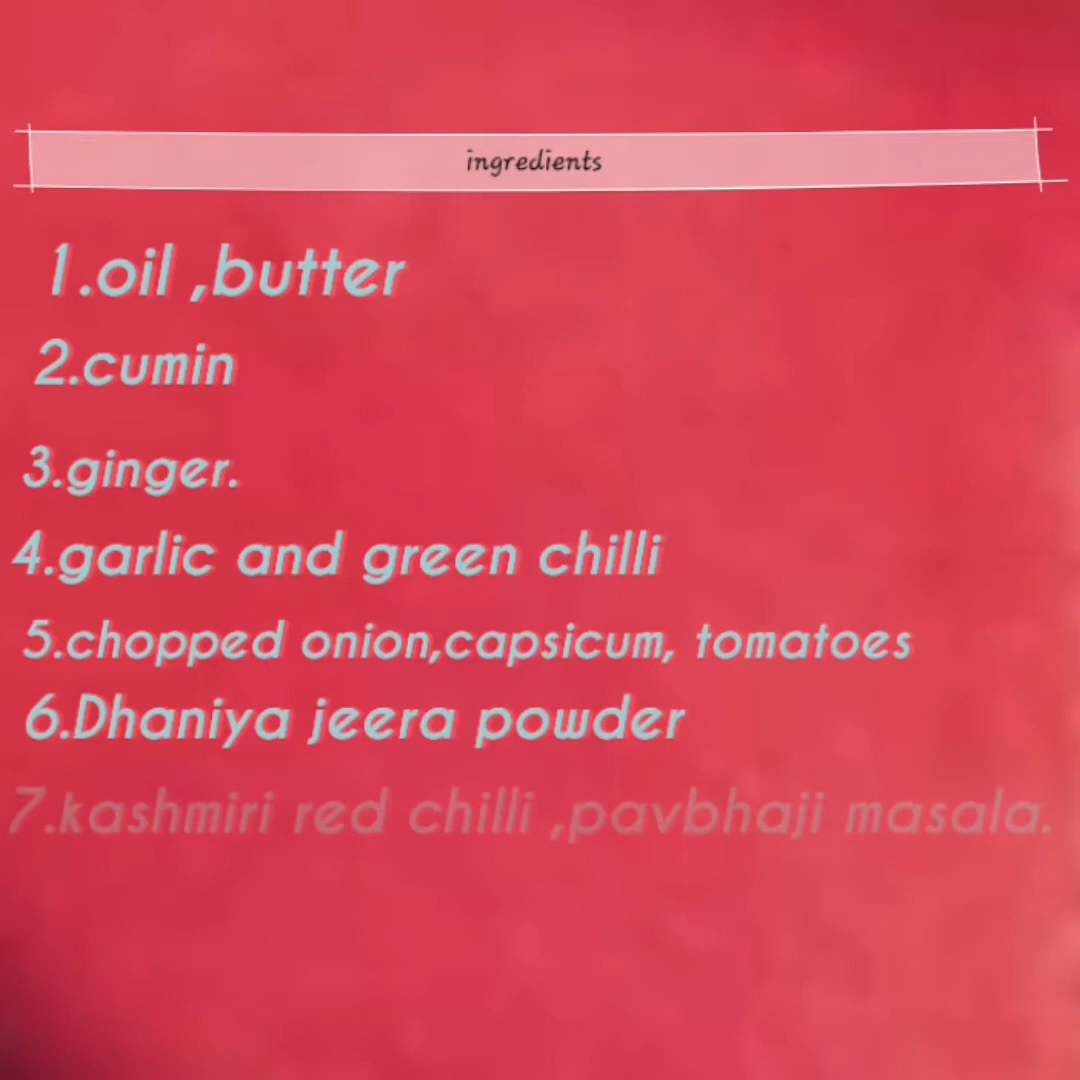 ingredients
1.oil ,butter
2.cumin
3.ginger.
4.garlic and green chilli
5.chopped onion,capsicum, tomatoes
6.Dhaniya jeera powder
7.kashmiri red chilli ,pavbhaji masala.